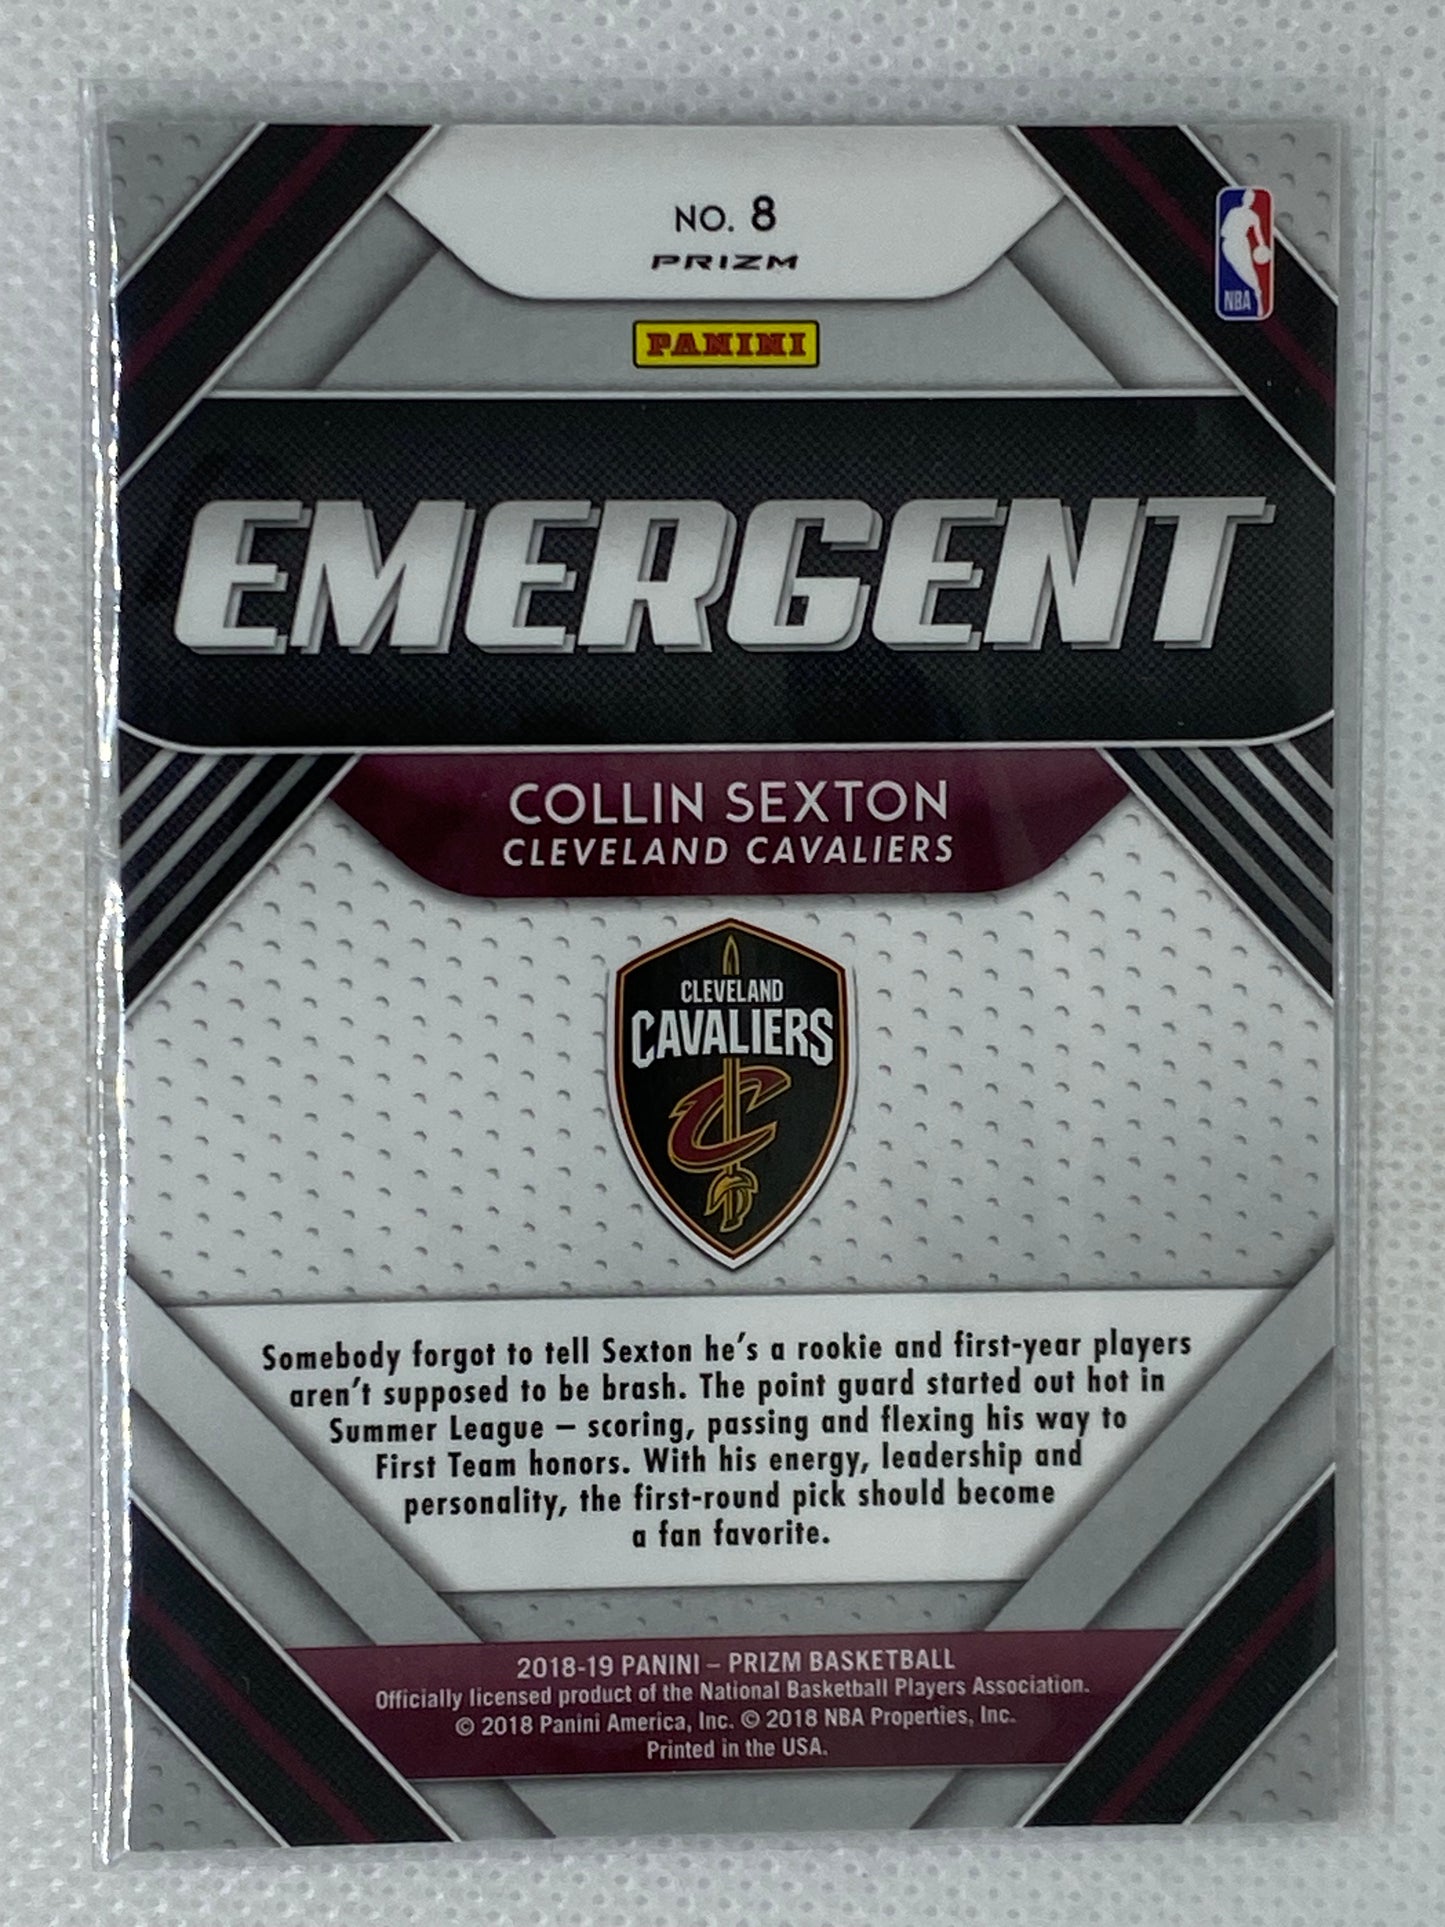 NO. 8
PRIZM
NBA
PANINI
EMERGENT
COLLIN SEXTON
CLEVELAND CAVALIERS
CLEVELAND
CAVALIERS
C
Somebody forgot to tell Sexton he's a rookie and first-year players
aren't supposed to be brash. The point guard started out hot in
Summer League – scoring, passing and flexing his way to
First Team honors. With his energy, leadership and
personality, the first-round pick should become
a fan favorite.
2018-19 PANINI – PRIZM BASKETBALL
Officially licensed product of the National Basketball Players Association.
© 2018 Panini America, Inc. © 2018 NBA Properties, Inc.
Printed in the USA.